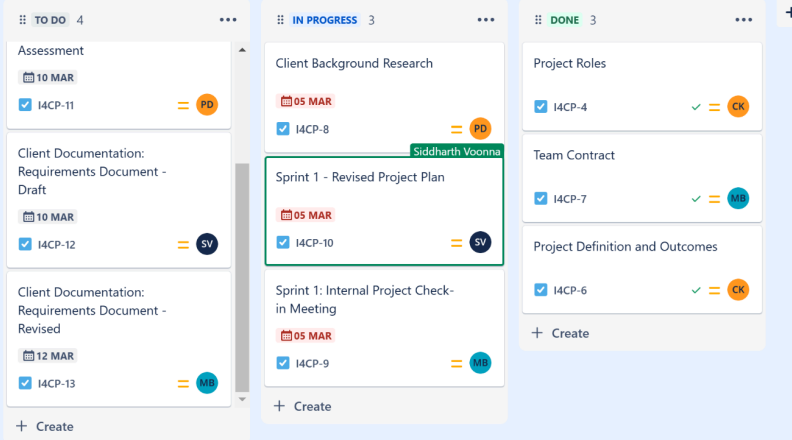 TO DO 4
Assessment
10 MAR
I4CP-11
PD
Client Documentation:
Requirements Document -
Draft
10 MAR
I4CP-12
SV
Client Documentation:
Requirements Document -
Revised
12 MAR
I4CP-13
MB
+ Create
IN PROGRESS 3
Client Background Research
05 MAR
I4CP-8
PD
Siddharth Voonna
Sprint 1 - Revised Project Plan
05 MAR
I4CP-10
SV
Sprint 1: Internal Project Check-
in Meeting
05 MAR
I4CP-9
MB
+ Create
DONE 3
Project Roles
I4CP-4
CK
Team Contract
I4CP-7
MB
Project Definition and Outcomes
I4CP-6
CK
+ Create